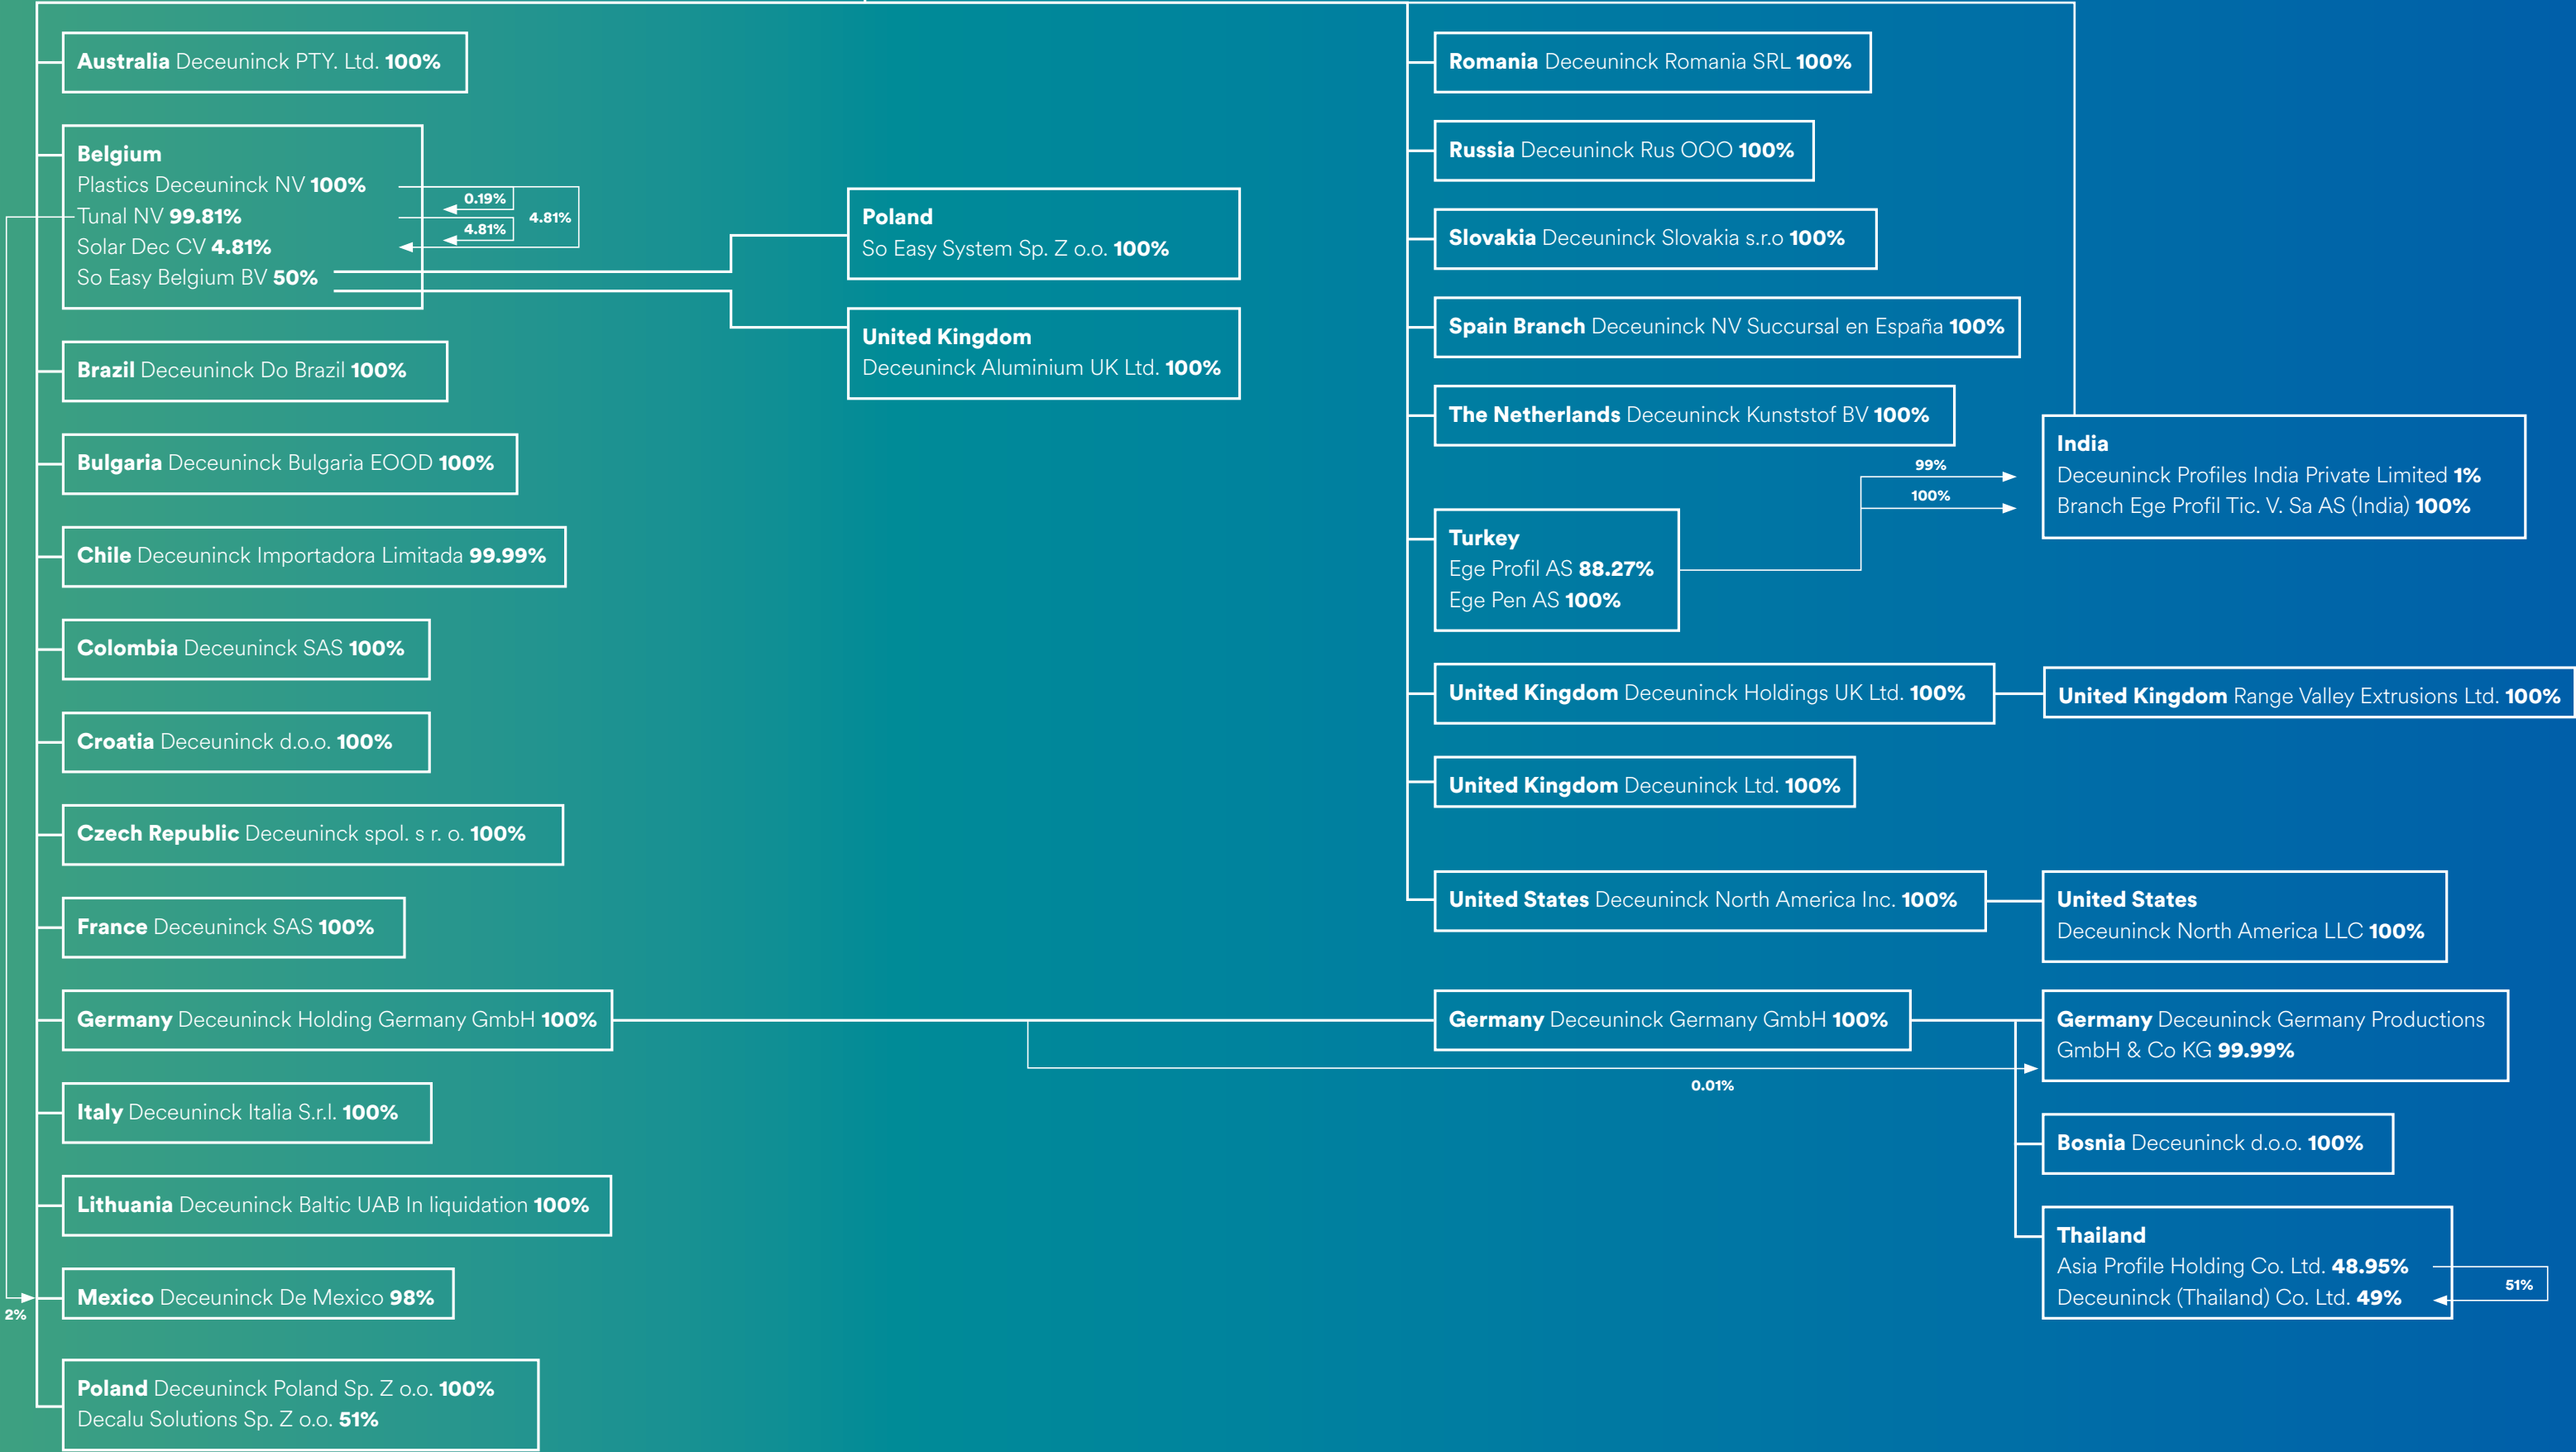 Australia Deceuninck PTY. Ltd. 100%
Belgium
Plastics Deceuninck NV 100%
Tunal NV 99.81%
Solar Dec CV 4.81%
So Easy Belgium BV 50%
0.19%
4.81%
4.81%
Poland
So Easy System Sp. Z o.o. 100%
United Kingdom
Deceuninck Aluminium UK Ltd. 100%
Brazil Deceuninck Do Brazil 100%
Bulgaria Deceuninck Bulgaria EOOD 100%
Chile Deceuninck Importadora Limitada 99.99%
Colombia Deceuninck SAS 100%
Croatia Deceuninck d.o.o. 100%
Czech Republic Deceuninck spol. s r. o. 100%
France Deceuninck SAS 100%
Germany Deceuninck Holding Germany GmbH 100%
Italy Deceuninck Italia S.r.l. 100%
Lithuania Deceuninck Baltic UAB In liquidation 100%
Mexico Deceuninck De Mexico 98%
2%
Poland Deceuninck Poland Sp. Z o.o. 100%
Decalu Solutions Sp. Z o.o. 51%
Romania Deceuninck Romania SRL 100%
Russia Deceuninck Rus OOO 100%
Slovakia Deceuninck Slovakia s.r.o 100%
Spain Branch Deceuninck NV Succursal en España 100%
The Netherlands Deceuninck Kunststof BV 100%
Turkey
Ege Profil AS 88.27%
Ege Pen AS 100%
99%
100%
India
Deceuninck Profiles India Private Limited 1%
Branch Ege Profil Tic. V. Sa AS (India) 100%
United Kingdom Deceuninck Holdings UK Ltd. 100%
United Kingdom Range Valley Extrusions Ltd. 100%
United Kingdom Deceuninck Ltd. 100%
United States Deceuninck North America Inc. 100%
United States
Deceuninck North America LLC 100%
Germany Deceuninck Germany GmbH 100%
0.01%
Germany Deceuninck Germany Productions
GmbH & Co KG 99.99%
Bosnia Deceuninck d.o.o. 100%
Thailand
Asia Profile Holding Co. Ltd. 48.95%
Deceuninck (Thailand) Co. Ltd. 49%
51%